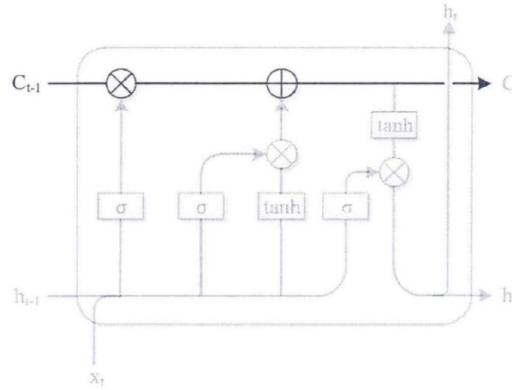 h_t
C_{t-1}
C
tanh
σ
σ
tanh
σ
h_{t-1}
h
x_t